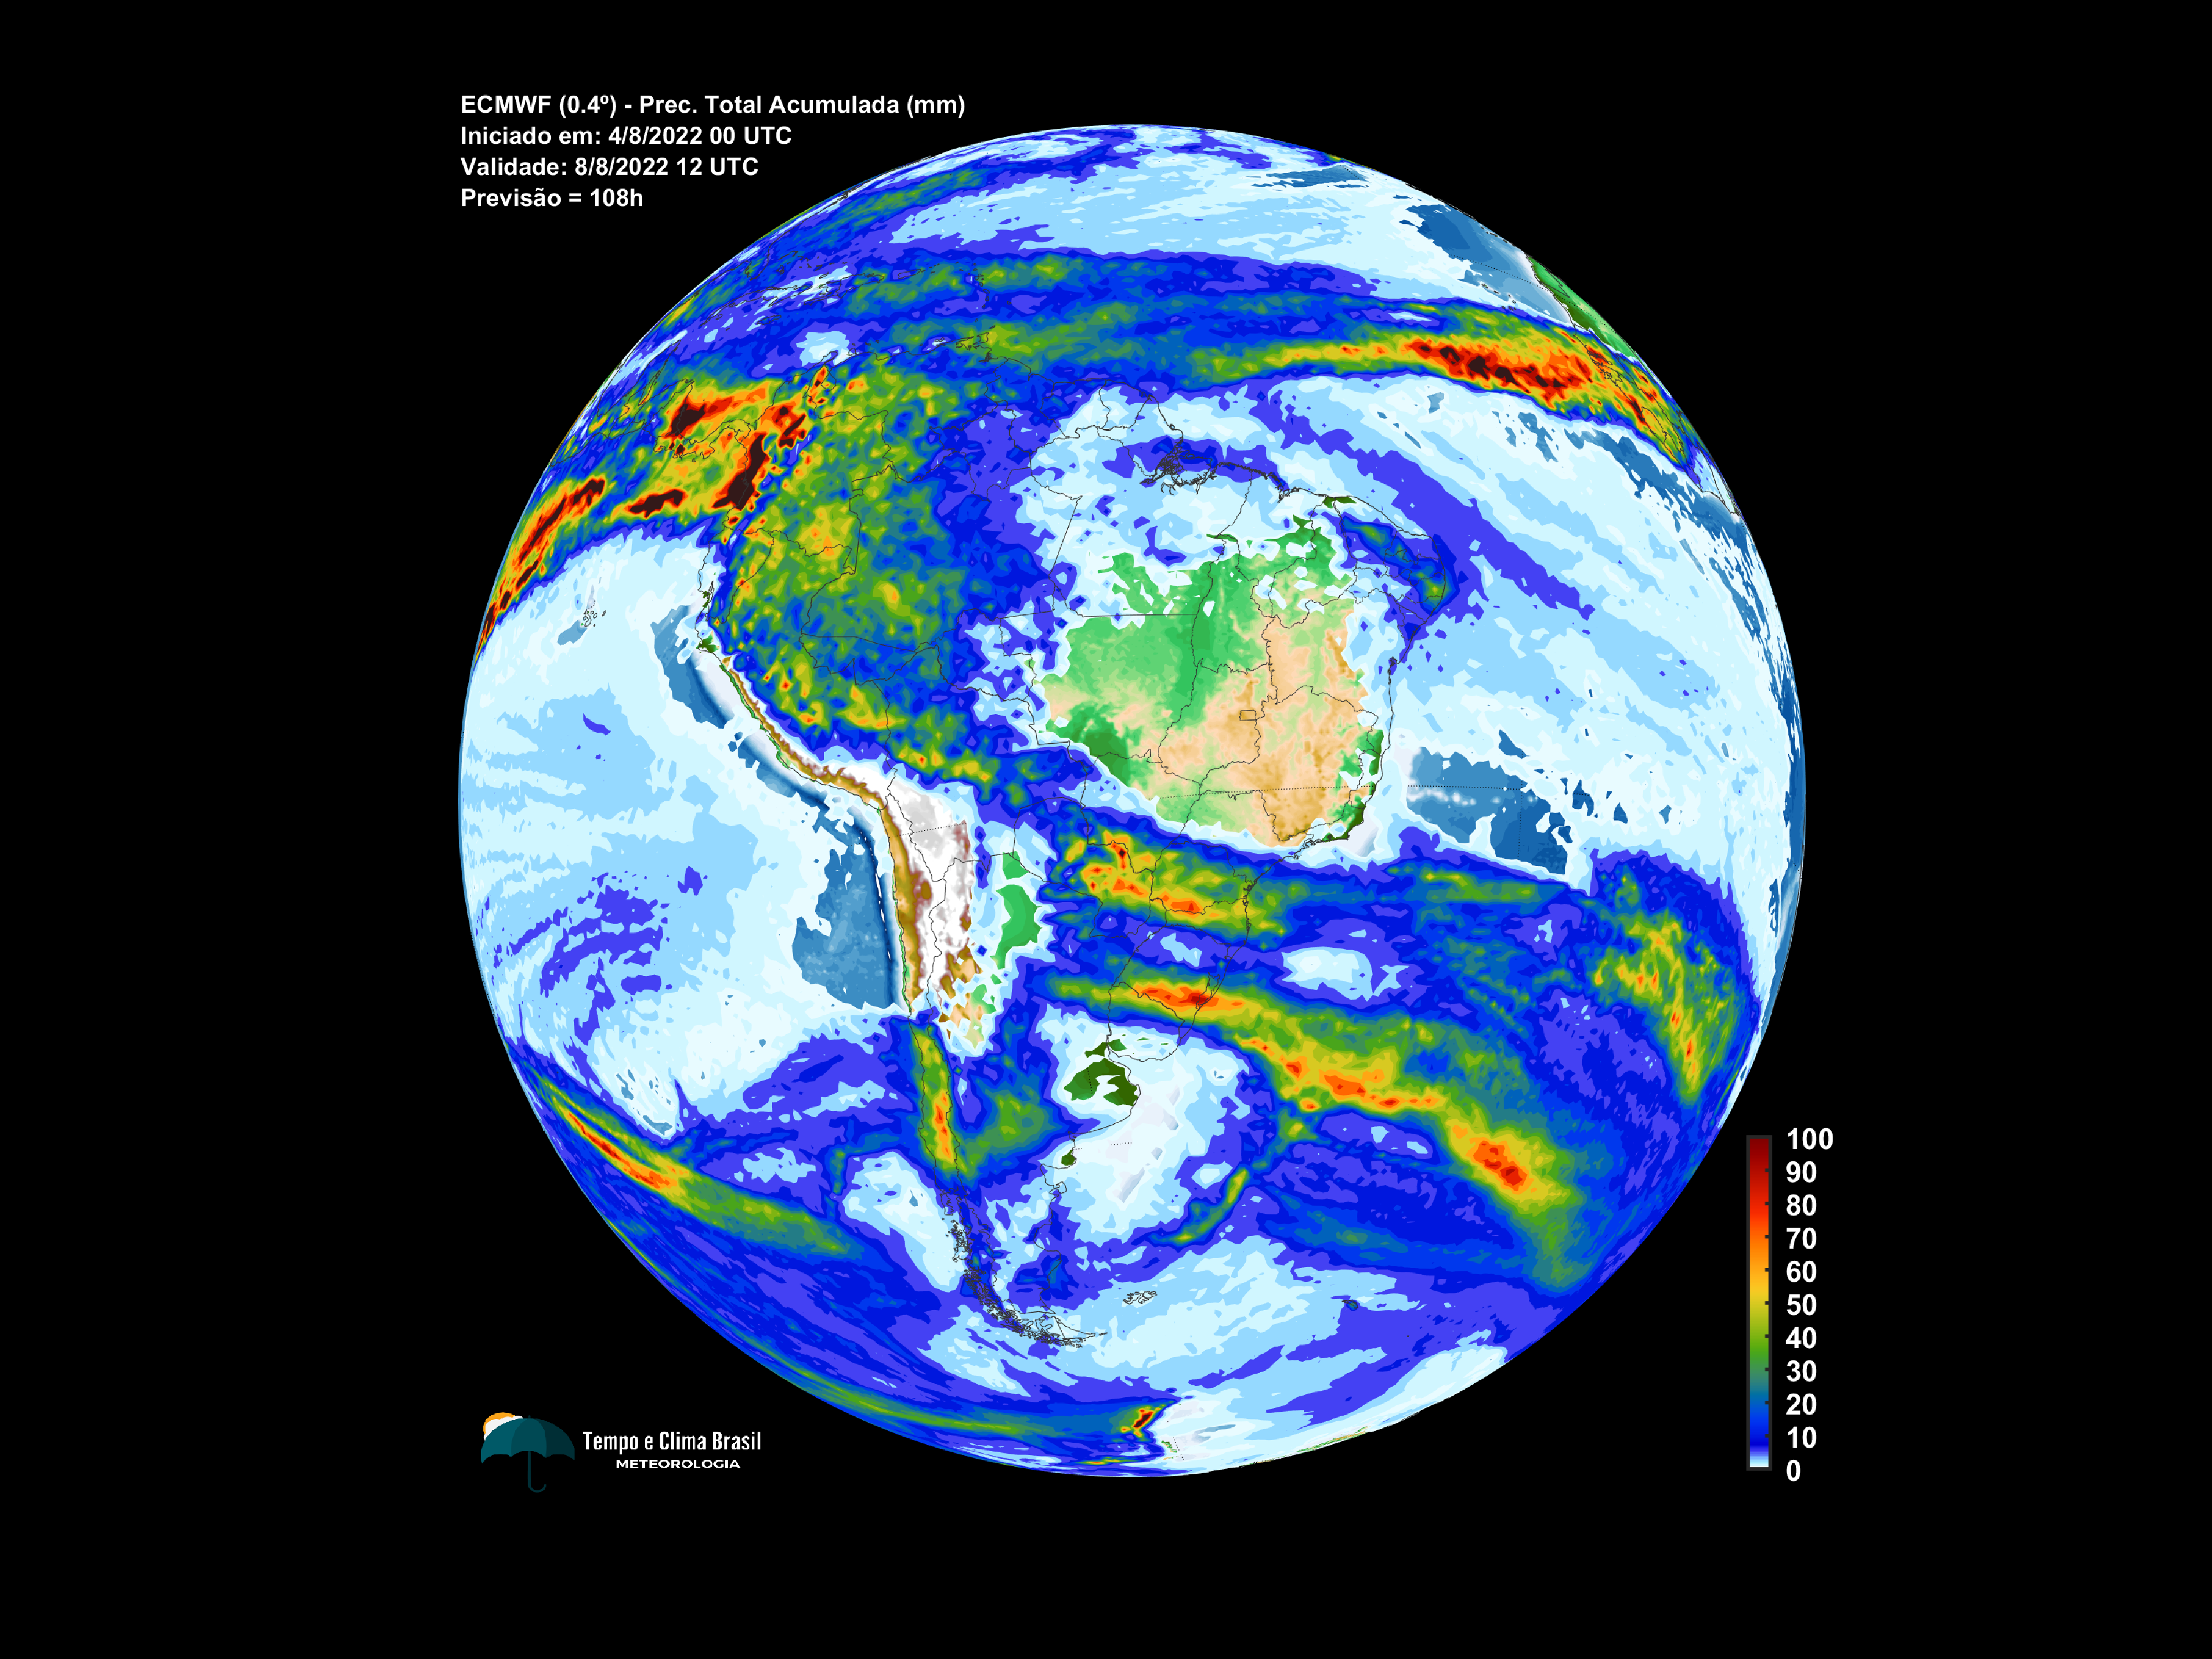 ECMWF (0.4º) - Prec. Total Acumulada (mm)
Iniciado em: 4/8/2022 00 UTC
Validade: 8/8/2022 12 UTC
Previsão = 108h
100
90
80
70
60
50
40
30
20
10
0
Tempo e Clima Brasil
METEOROLOGIA